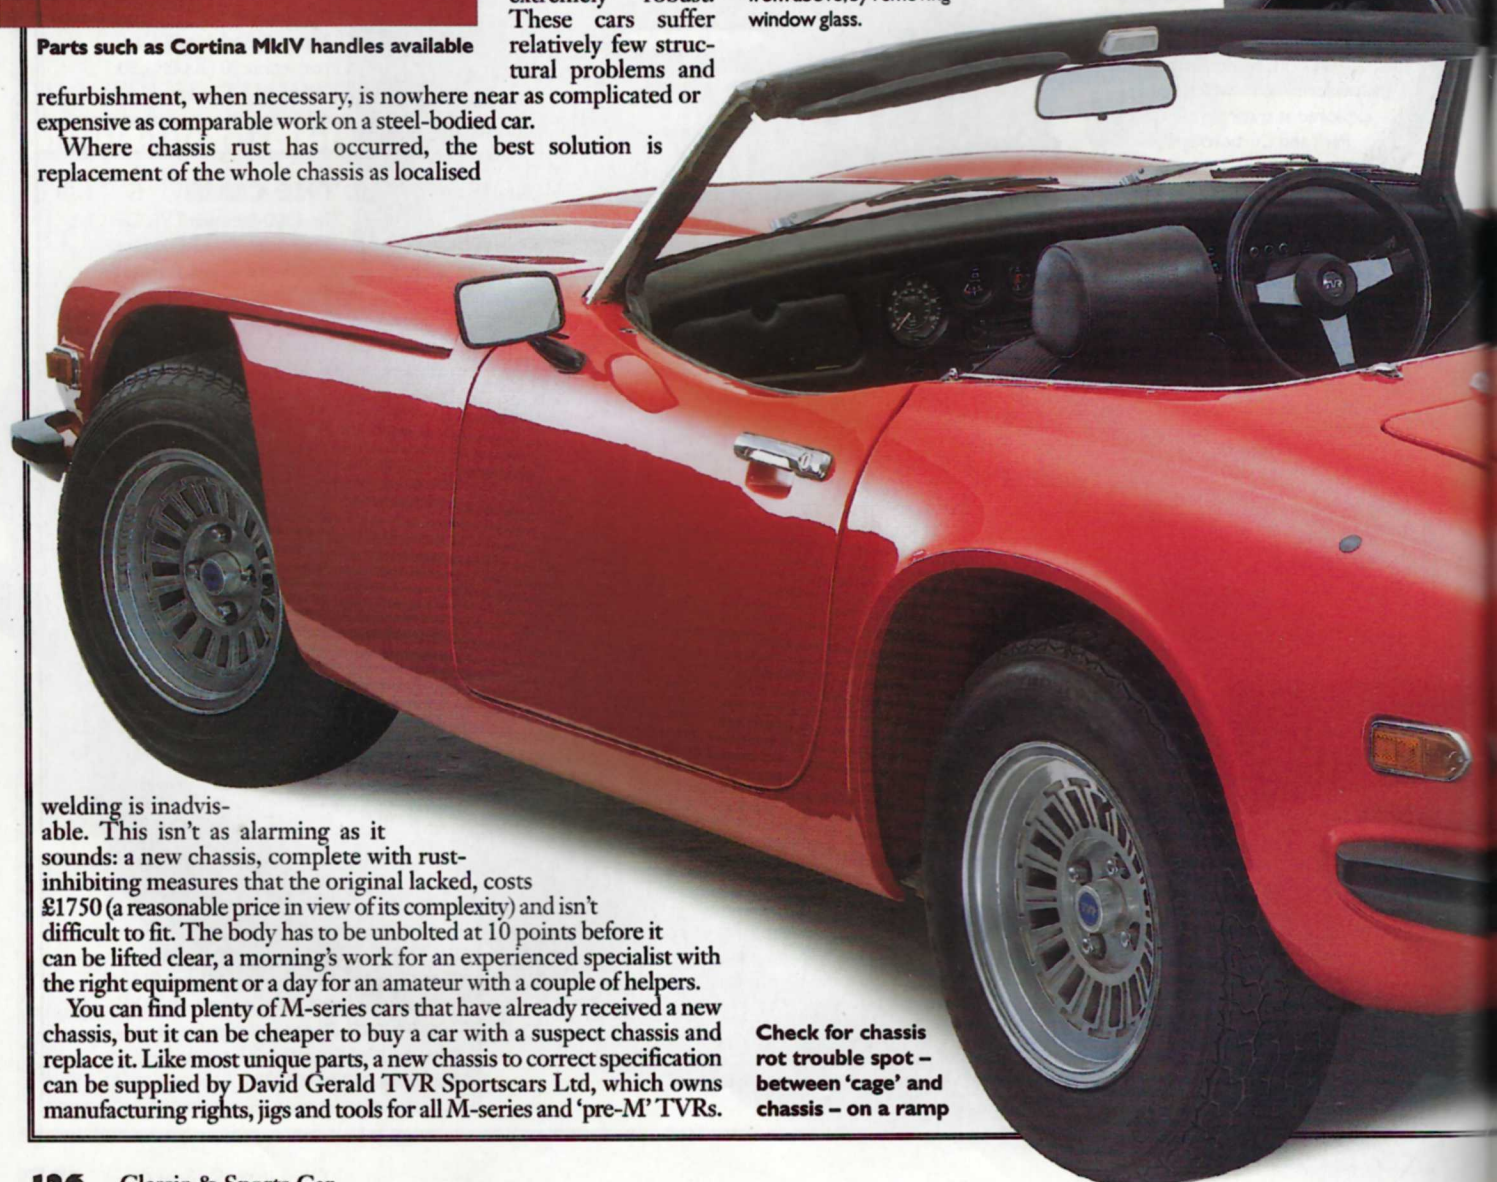 Parts such as Cortina MkIV handles available
extremely robust.
These cars suffer
relatively few struc-
tural problems and
refurbishment, when necessary, is nowhere near as complicated or
expensive as comparable work on a steel-bodied car.
Where chassis rust has occurred, the best solution is
replacement of the whole chassis as localised
welding is inadvis-
able. This isn't as alarming as it
sounds: a new chassis, complete with rust-
inhibiting measures that the original lacked, costs
£1750 (a reasonable price in view of its complexity) and isn't
difficult to fit. The body has to be unbolted at 10 points before it
can be lifted clear, a morning's work for an experienced specialist with
the right equipment or a day for an amateur with a couple of helpers.
You can find plenty of M-series cars that have already received a new
chassis, but it can be cheaper to buy a car with a suspect chassis and
replace it. Like most unique parts, a new chassis to correct specification
can be supplied by David Gerald TVR Sportscars Ltd, which owns
manufacturing rights, jigs and tools for all M-series and 'pre-M' TVRs.
from above, by removing
window glass.
TVR
Check for chassis
rot trouble spot –
between 'cage' and
chassis – on a ramp
126 Classic & Sports Car